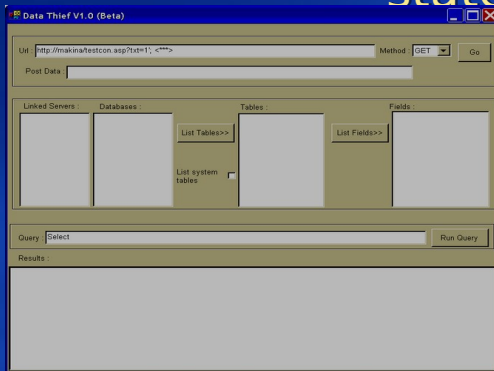 Data Thief V1.0 (Beta)
Url : http://makina/testcon.asp?txt=1'; <***>
Method : GET
Go
Post Data :
Linked Servers :
Databases :
Tables :
Fields :
List Tables>>
List Fields>>
List system
tables
Query Select
Run Query
Results :